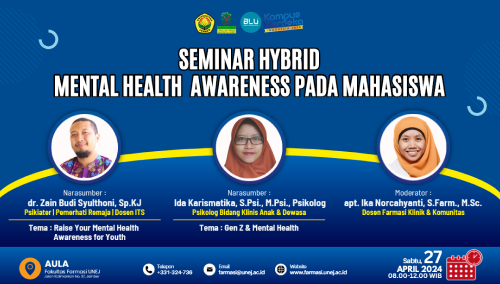 BLU
Kampus
Merdeka
INDONESIA JAYA
SEMINAR HYBRID
MENTAL HEALTH AWARENESS PADA MAHASISWA
Narasumber :
dr. Zain Budi Syulthoni, Sp.KJ
Psikiater | Pemerhati Remaja | Dosen ITS
Tema : Raise Your Mental
Health Awareness for Youth
Narasumber :
Ida Karismatika, S.Psi., M.Psi., Psikolog
Psikolog Bidang Klinis Anak & Dewasa
Tema : Gen Z & Mental Health
Moderator :
apt. Ika Norcahyanti, S.Farm., M.Sc.
Dosen Farmasi Klinik & Komunitas
AULA
Fakultas Farmasi UNEJ
Telepon
+331-324-736
Email
farmasi@unej.ac.id
Website
www.farmasi.unej.ac.id
Sabtu, 27
APRIL 2024
08.00-12.00 WIB